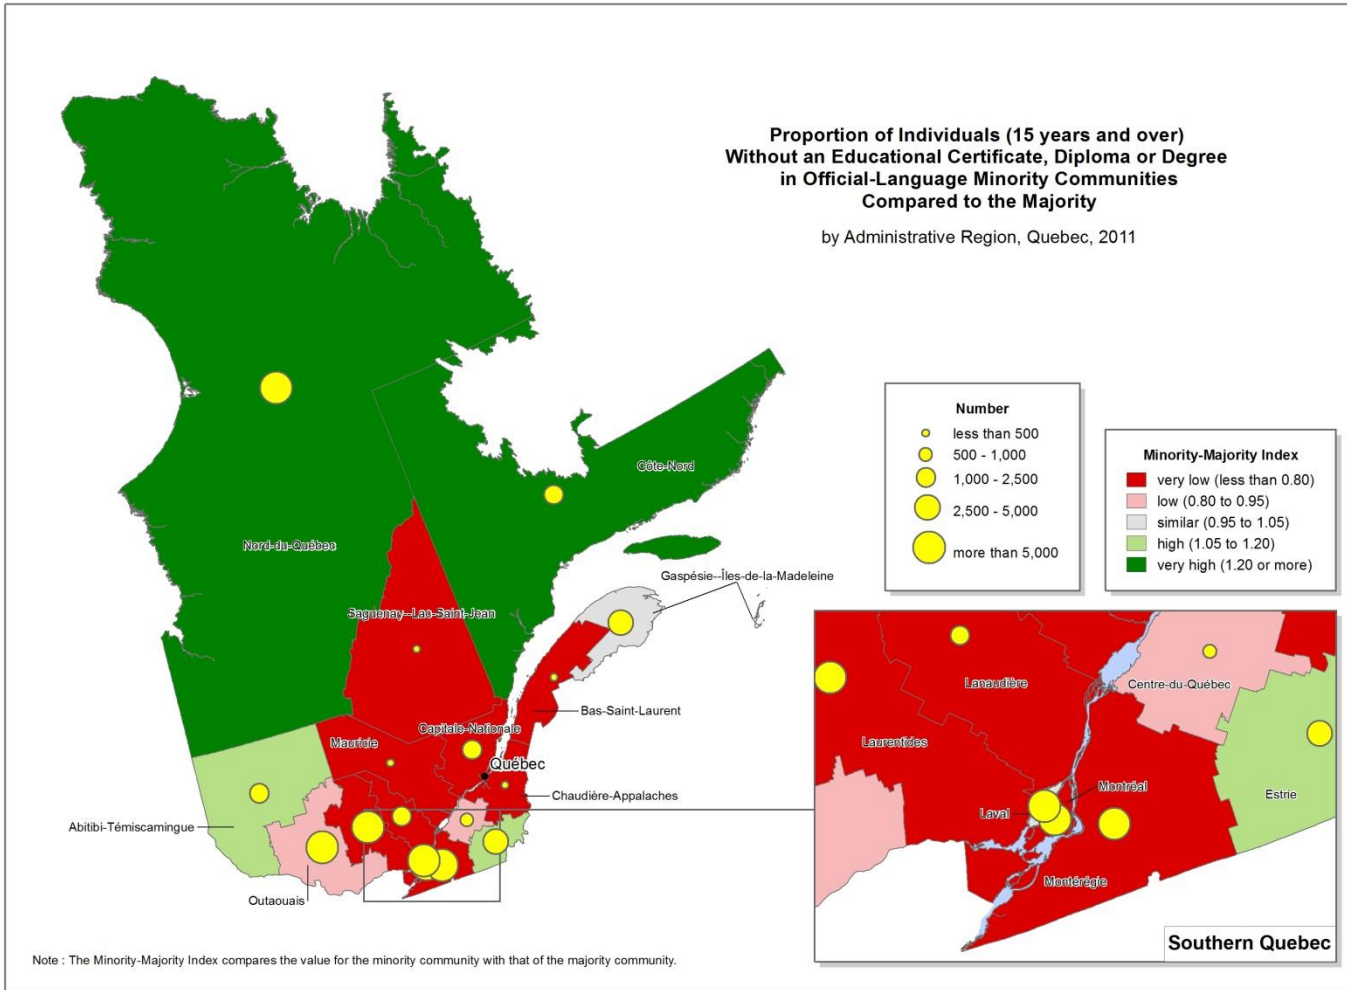 Proportion of Individuals (15 years and over)
Without an Educational Certificate, Diploma or Degree
in Official-Language Minority Communities
Compared to the Majority
by Administrative Region, Quebec, 2011
Number
less than 500
500 - 1,000
1,000 - 2,500
2,500 - 5,000
more than 5,000
Minority-Majority Index
very low (less than 0.80)
low (0.80 to 0.95)
similar (0.95 to 1.05)
high (1.05 to 1.20)
very high (1.20 or more)
Côte-Nord
Nord-du-Québec
Gaspésie--Îles-de-la-Madeleine
Saguenay--Lac-Saint-Jean
Bas-Saint-Laurent
Capitale-Nationale
Mauricie
Québec
Chaudière-Appalaches
Abitibi-Témiscamingue
Outaouais
Lanaudière
Centre-du-Québec
Laurentides
Montréal
Laval
Estrie
Montérégie
Southern Quebec
Note : The Minority-Majority Index compares the value for the minority community with that of the majority community.